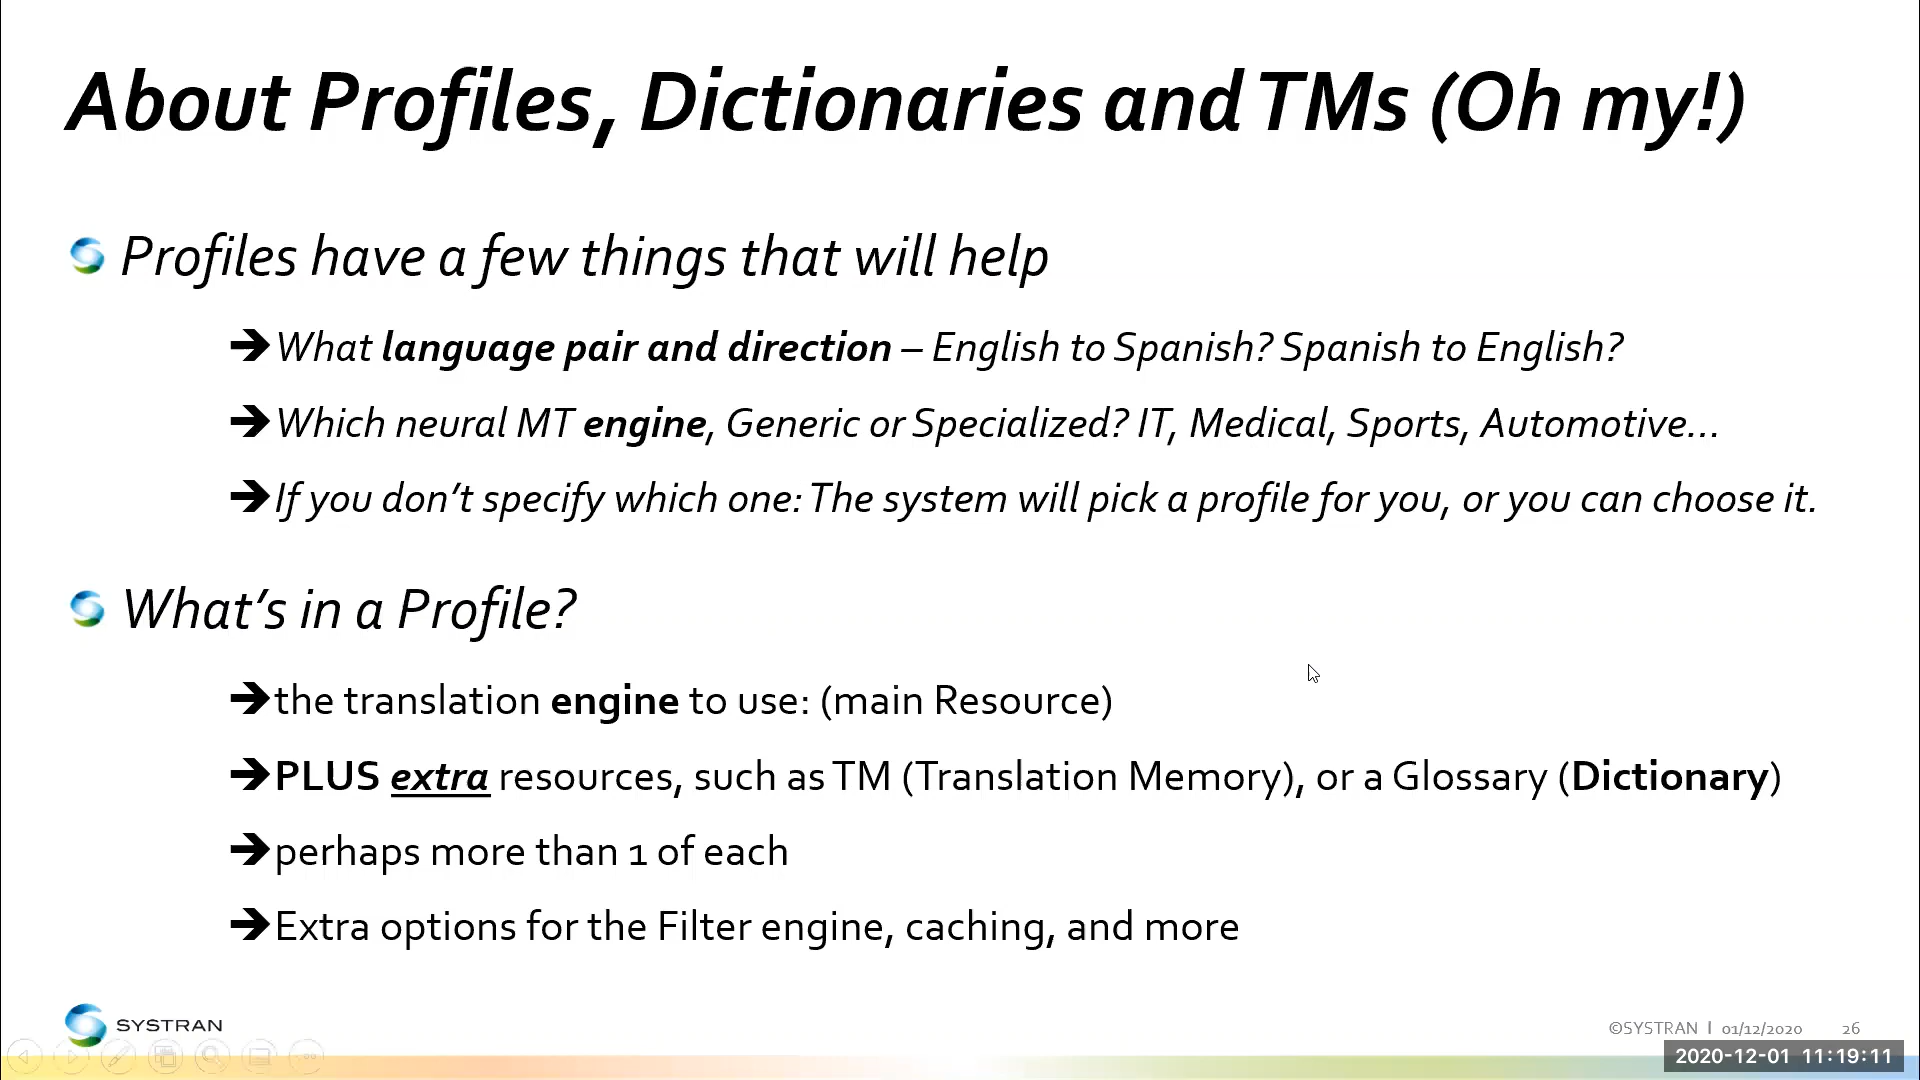 About Profiles, Dictionaries and TMs (Oh my!)
Profiles have a few things that will help
➔What language pair and direction – English to Spanish? Spanish to English?
➔Which neural MT engine, Generic or Specialized? IT, Medical, Sports, Automotive…
➔If you don’t specify which one: The system will pick a profile for you, or you can choose it.
What’s in a Profile?
➔the translation engine to use: (main Resource)
➔PLUS extra resources, such as TM (Translation Memory), or a Glossary (Dictionary)
➔perhaps more than 1 of each
➔Extra options for the Filter engine, caching, and more
SYSTRAN
©SYSTRAN I 01/12/2020 26
2020-12-01 11:19:11